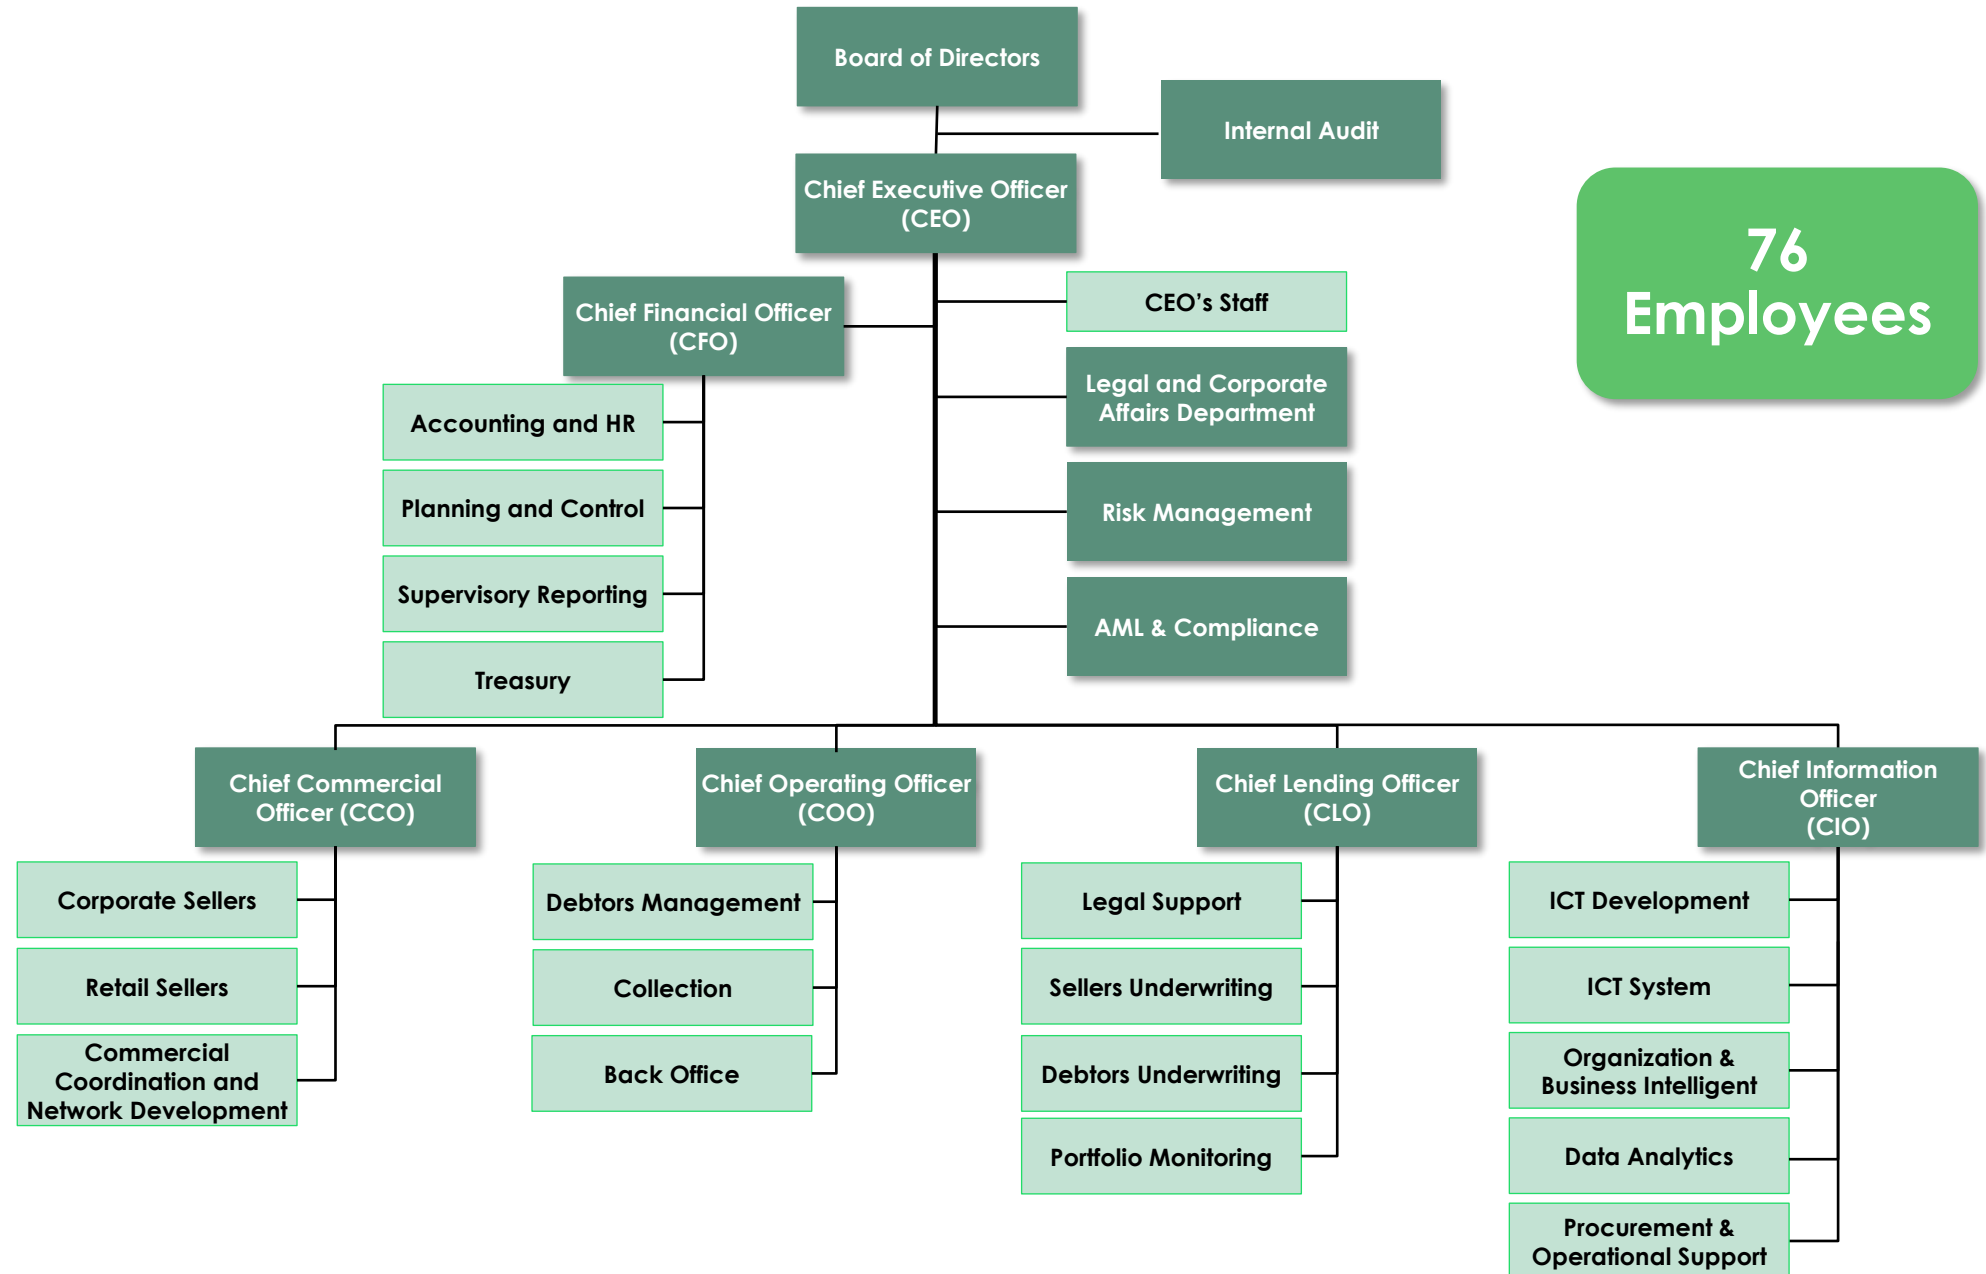 Board of Directors
Internal Audit
Chief Executive Officer
(CEO)
76
Employees
Chief Financial Officer
(CFO)
CEO’s Staff
Legal and Corporate
Affairs Department
Risk Management
AML & Compliance
Accounting and HR
Planning and Control
Supervisory Reporting
Treasury
Chief Commercial
Officer (CCO)
Corporate Sellers
Retail Sellers
Commercial
Coordination and
Network Development
Chief Operating Officer
(COO)
Debtors Management
Collection
Back Office
Chief Lending Officer
(CLO)
Legal Support
Sellers Underwriting
Debtors Underwriting
Portfolio Monitoring
Chief Information
Officer
(CIO)
ICT Development
ICT System
Organization &
Business Intelligent
Data Analytics
Procurement &
Operational Support